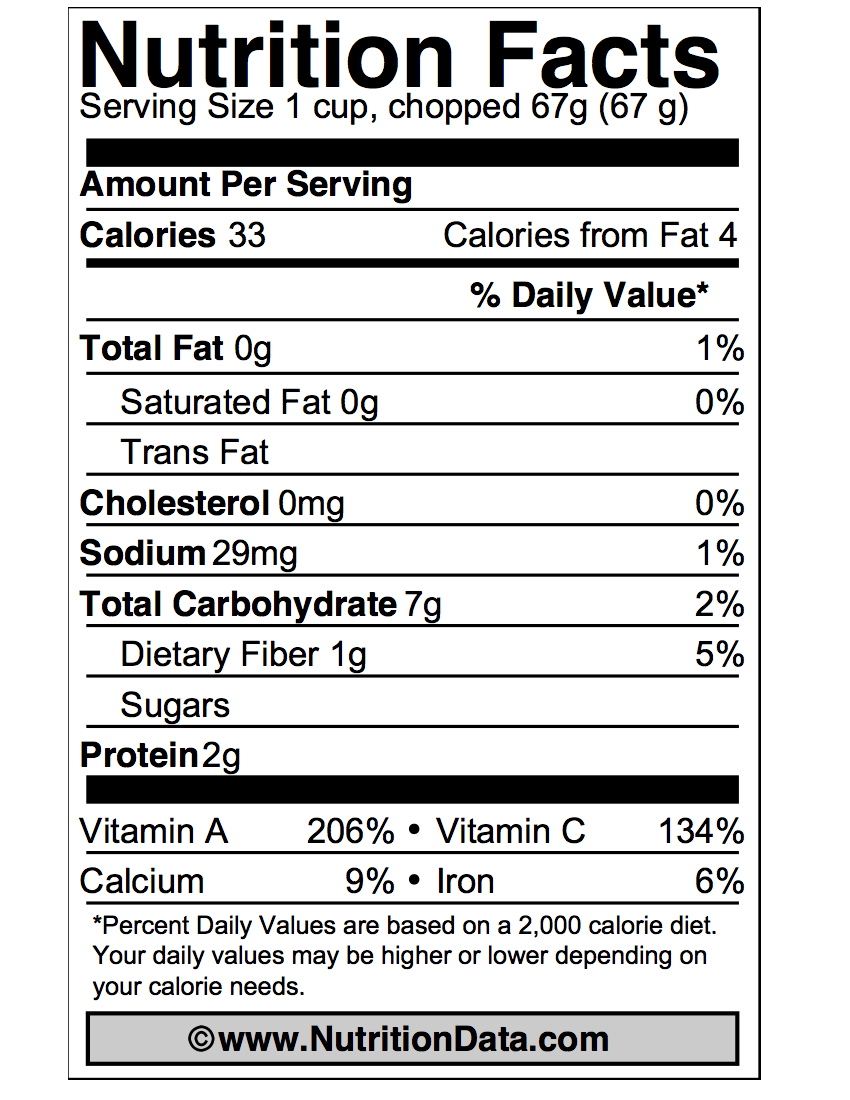 Nutrition Facts
Serving Size 1 cup, chopped 67g (67 g)
Amount Per Serving
Calories 33 Calories from Fat 4
% Daily Value*
Total Fat 0g 1%
Saturated Fat 0g 0%
Trans Fat
Cholesterol 0mg 0%
Sodium 29mg 1%
Total Carbohydrate 7g 2%
Dietary Fiber 1g 5%
Sugars
Protein 2g
Vitamin A 206% • Vitamin C 134%
Calcium 9% • Iron 6%
*Percent Daily Values are based on a 2,000 calorie diet.
Your daily values may be higher or lower depending on
your calorie needs.
©www.NutritionData.com